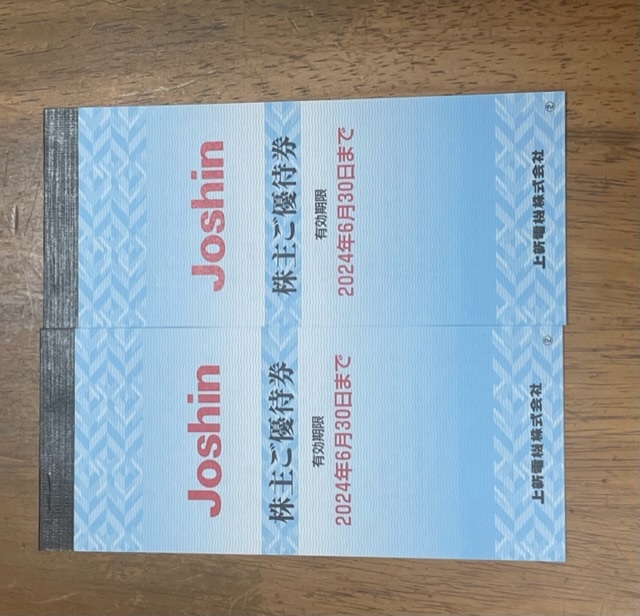 Joshin
株主ご優待券
有効期限
2024年6月30日まで
上新電機株式会社
②
Joshin
株主ご優待券
有効期限
2024年6月30日まで
上新電機株式会社
②